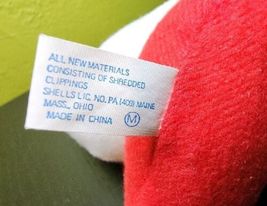 ALL NEW MATERIALS
CONSISTING OF SHREDDED
CLIPPINGS
SHELLS LIC. NO. PA (409) MAINE
MASS., OHIO
MADE IN CHINA M